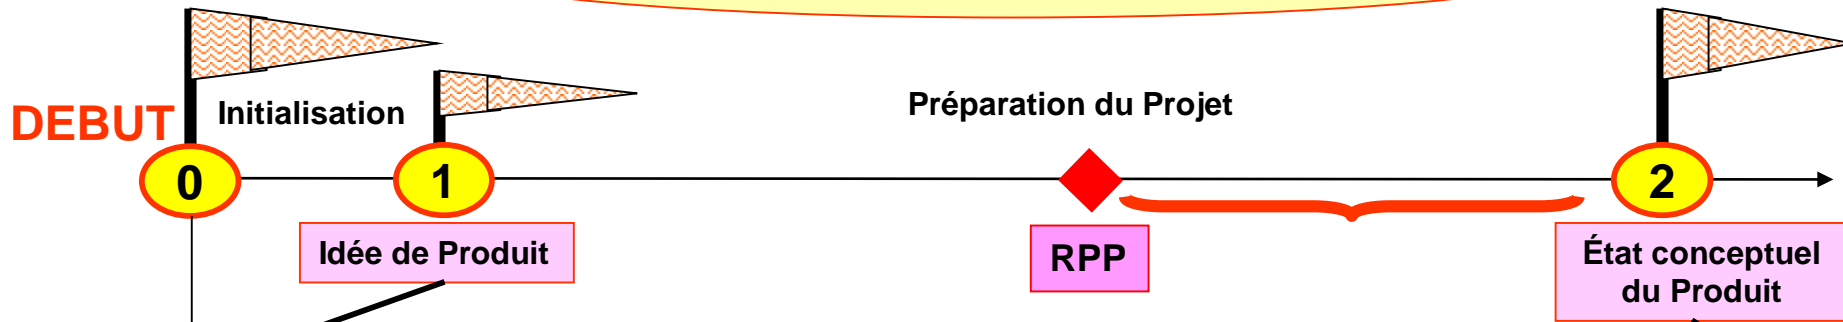 DEBUT
Initialisation
Préparation du Projet
0
1
2
Idée de Produit
RPP
État conceptuel
du Produit